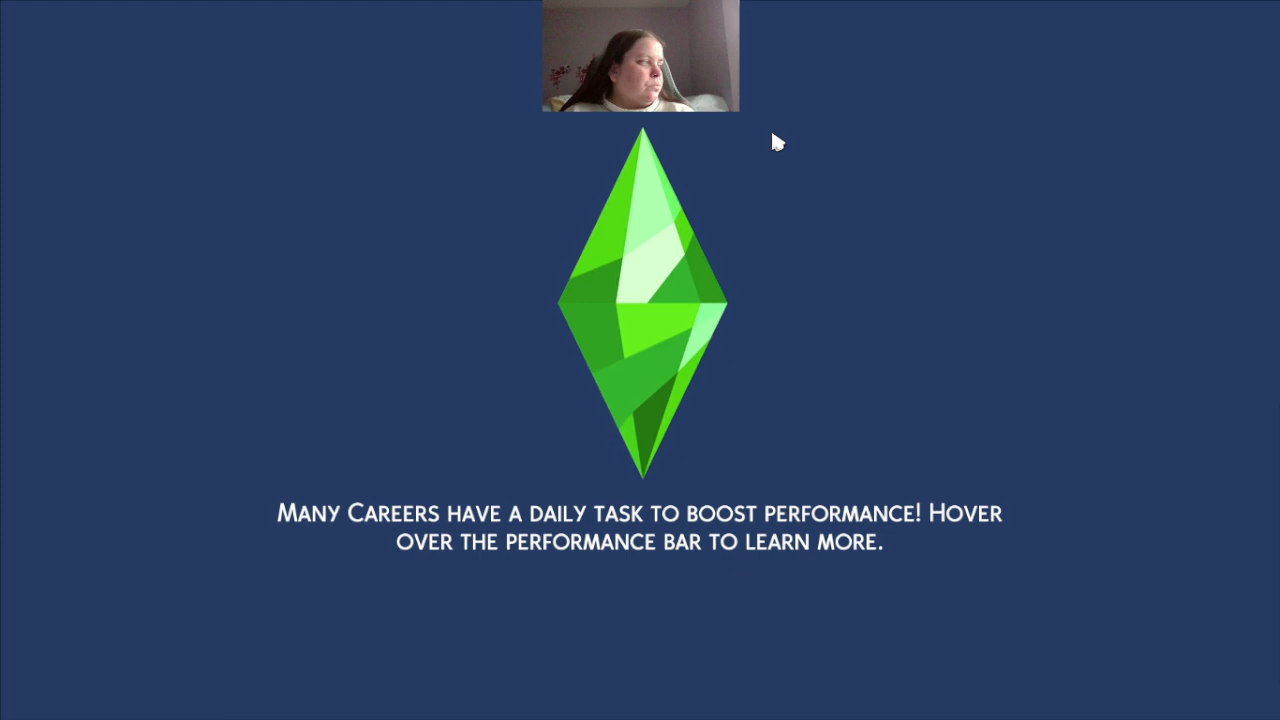 Many Careers have a daily task to boost performance! Hover
over the performance bar to learn more.